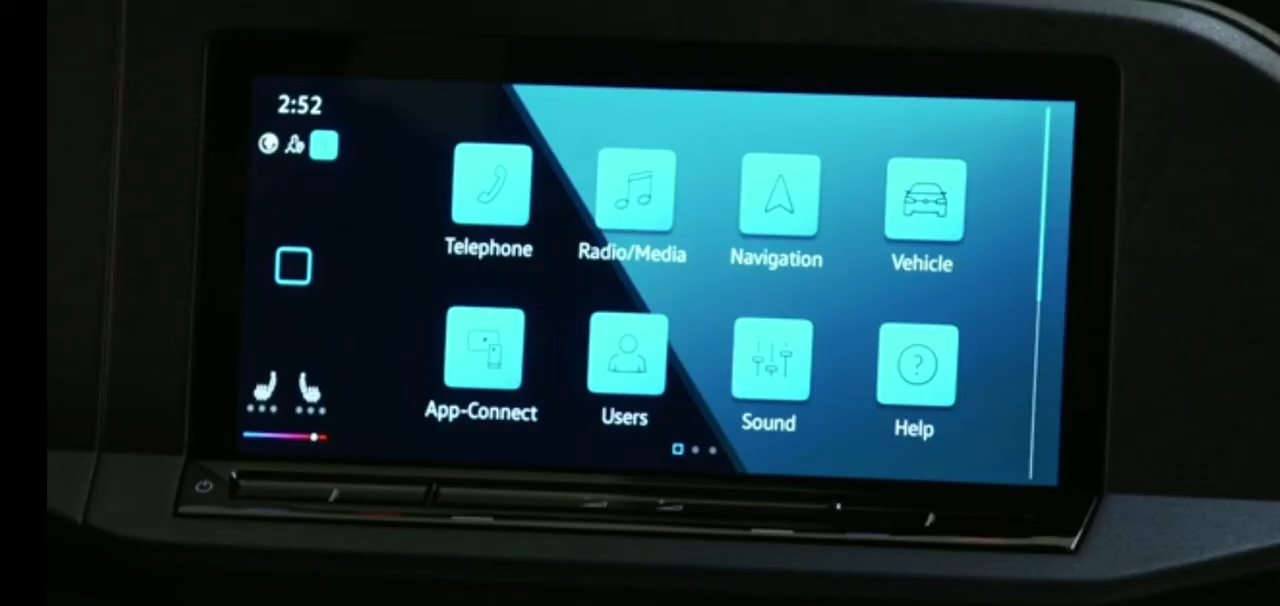 2:52
Telephone
Radio/Media
Navigation
Vehicle
App-Connect
Users
Sound
Help